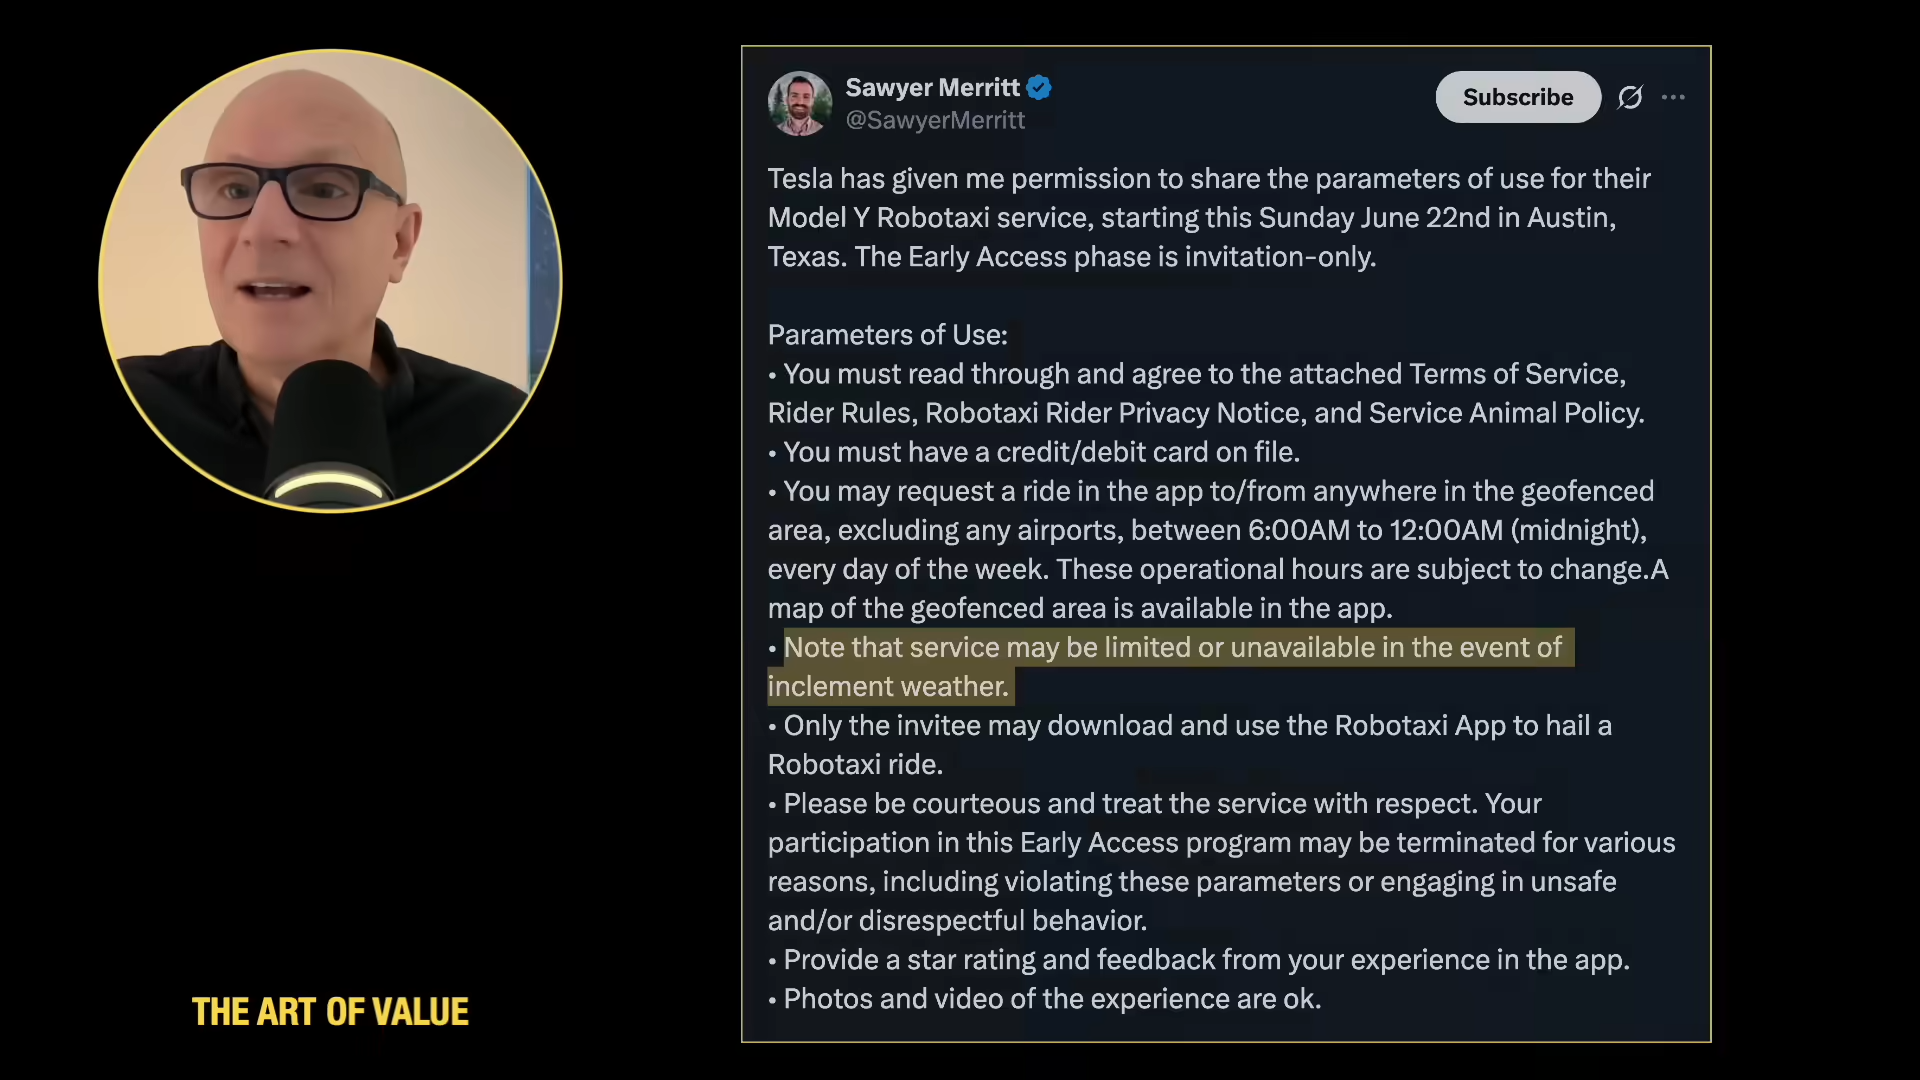 Sawyer Merritt
@SawyerMerritt
Subscribe
Tesla has given me permission to share the parameters of use for their
Model Y Robotaxi service, starting this Sunday June 22nd in Austin,
Texas. The Early Access phase is invitation-only.
Parameters of Use:
• You must read through and agree to the attached Terms of Service,
Rider Rules, Robotaxi Rider Privacy Notice, and Service Animal Policy.
• You must have a credit/debit card on file.
• You may request a ride in the app to/from anywhere in the geofenced
area, excluding any airports, between 6:00AM to 12:00AM (midnight),
every day of the week. These operational hours are subject to change.A
map of the geofenced area is available in the app.
• Note that service may be limited or unavailable in the event of
inclement weather.
• Only the invitee may download and use the Robotaxi App to hail a
Robotaxi ride.
• Please be courteous and treat the service with respect. Your
participation in this Early Access program may be terminated for various
reasons, including violating these parameters or engaging in unsafe
and/or disrespectful behavior.
• Provide a star rating and feedback from your experience in the app.
• Photos and video of the experience are ok.
THE ART OF VALUE